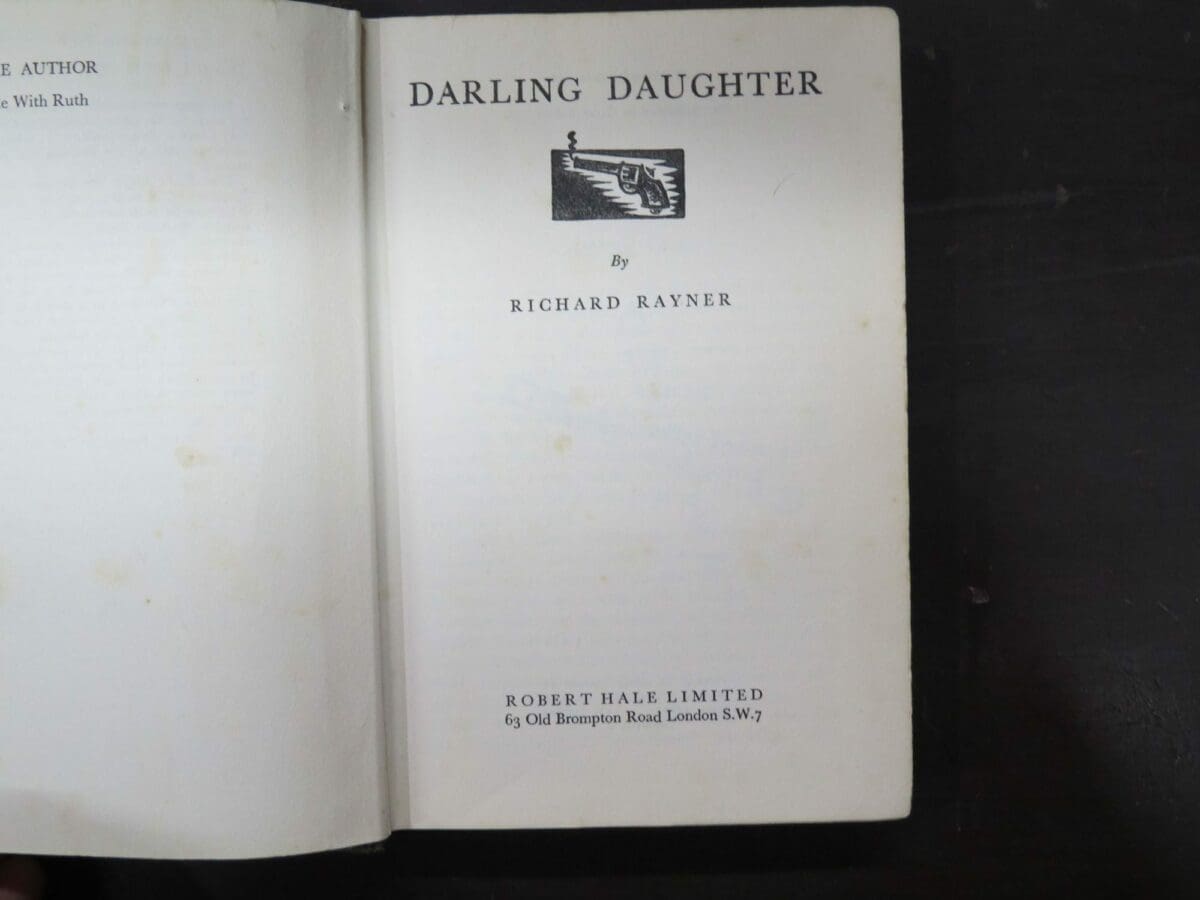 E AUTHOR
e With Ruth
DARLING DAUGHTER
By
RICHARD RAYNER
ROBERT HALE LIMITED
63 Old Brompton Road London S.W.7